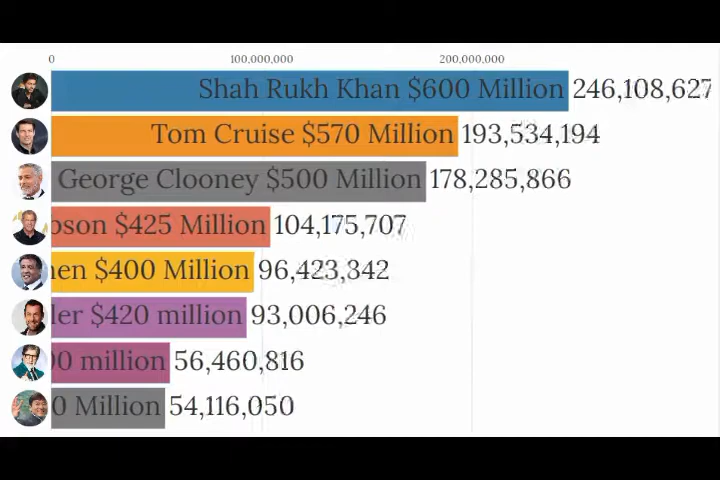 0 100,000,000 200,000,000
Shah Rukh Khan $600 Million 246,108,627
Tom Cruise $570 Million 193,534,194
George Clooney $500 Million 178,285,866
bson $425 Million 104,175,707
en $400 Million 96,423,342
ler $420 million 93,006,246
0 million 56,460,816
0 Million 54,116,050